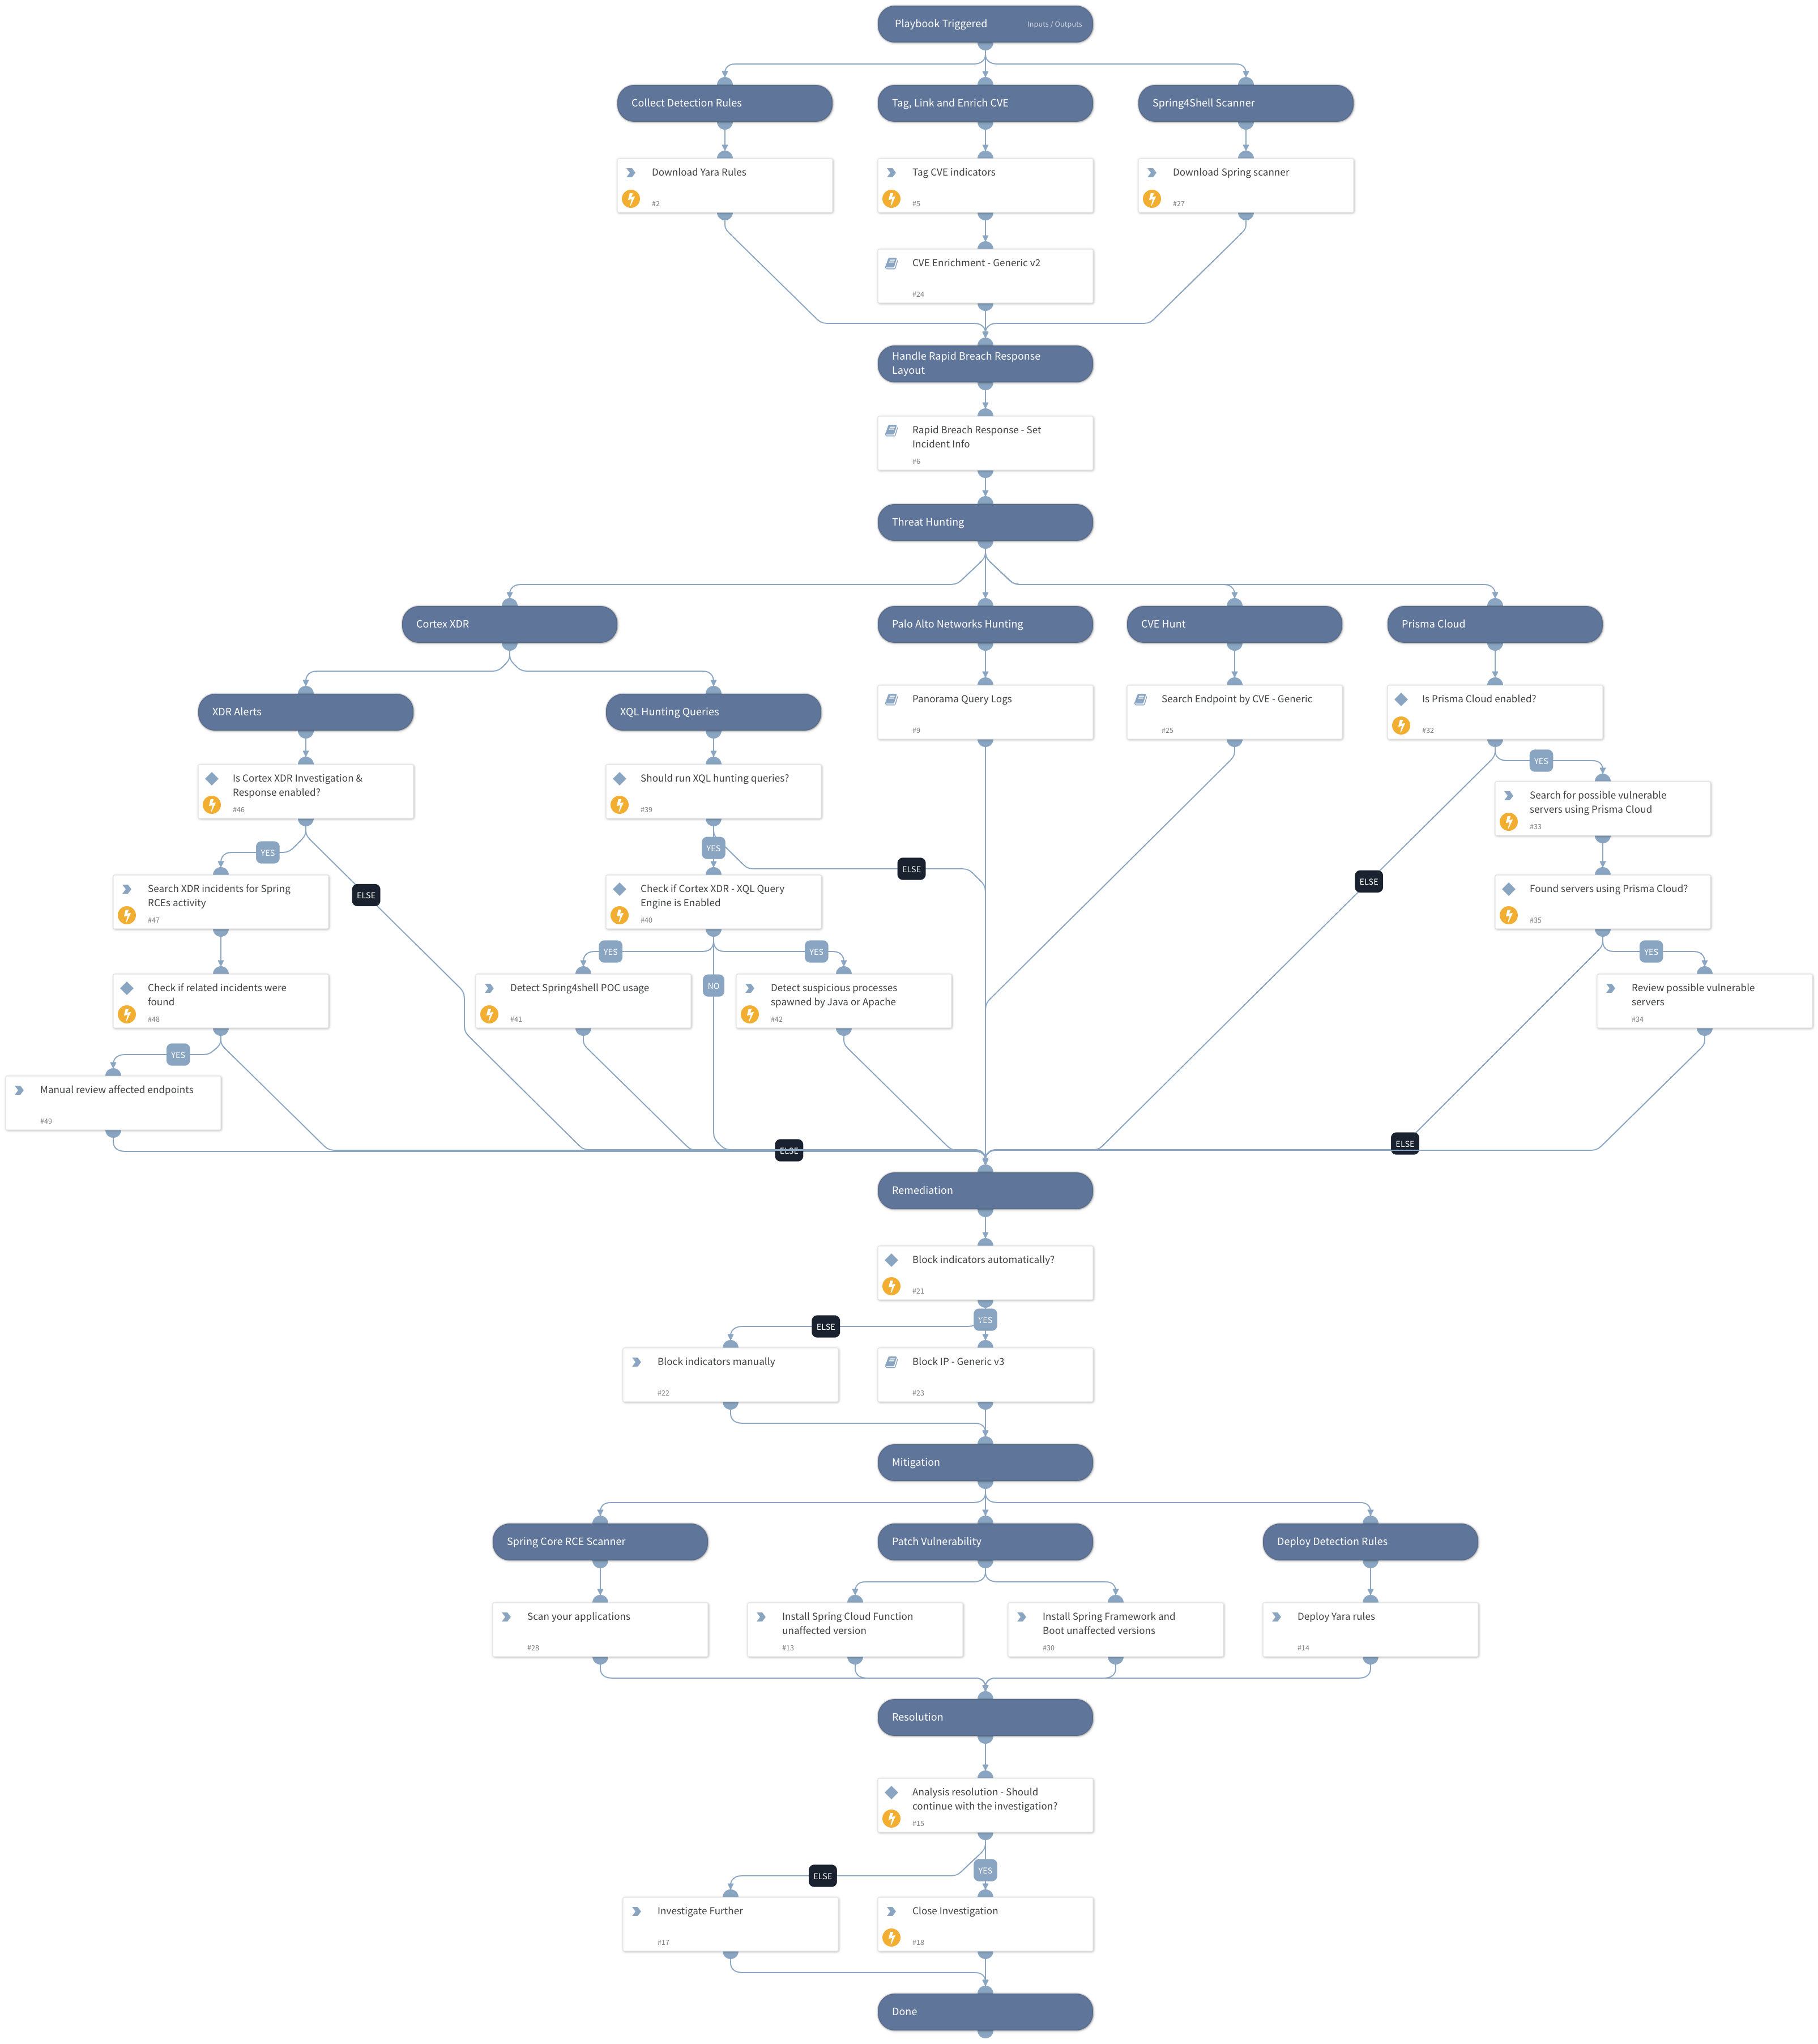 Playbook Triggered
Inputs / Outputs
Collect Detection Rules
Tag, Link and Enrich CVE
Spring4Shell Scanner
Download Yara Rules
#2
Tag CVE indicators
#5
Download Spring scanner
#27
CVE Enrichment - Generic v2
#24
Handle Rapid Breach Response
Layout
Rapid Breach Response - Set
Incident Info
#6
Threat Hunting
Cortex XDR
Palo Alto Networks Hunting
CVE Hunt
Prisma Cloud
XDR Alerts
XQL Hunting Queries
Panorama Query Logs
#9
Search Endpoint by CVE - Generic
#25
Is Prisma Cloud enabled?
#32
YES
Is Cortex XDR Investigation &
Response enabled?
#46
Should run XQL hunting queries?
#39
Search for possible vulnerable
servers using Prisma Cloud
#33
YES
YES
ELSE
ELSE
ELSE
Search XDR incidents for Spring
RCEs activity
#47
Check if Cortex XDR - XQL Query
Engine is Enabled
#40
Found servers using Prisma Cloud?
#35
YES
YES
YES
NO
Check if related incidents were
found
#48
Detect Spring4shell POC usage
#41
Detect suspicious processes
spawned by Java or Apache
#42
Review possible vulnerable
servers
#34
YES
Manual review affected endpoints
#49
ELSE
ELSE
Remediation
Block indicators automatically?
#21
YES
ELSE
Block indicators manually
#22
Block IP - Generic v3
#23
Mitigation
Spring Core RCE Scanner
Patch Vulnerability
Deploy Detection Rules
Scan your applications
#28
Install Spring Cloud Function
unaffected version
#13
Install Spring Framework and
Boot unaffected versions
#30
Deploy Yara rules
#14
Resolution
Analysis resolution - Should
continue with the investigation?
#15
YES
ELSE
Investigate Further
#17
Close Investigation
#18
Done